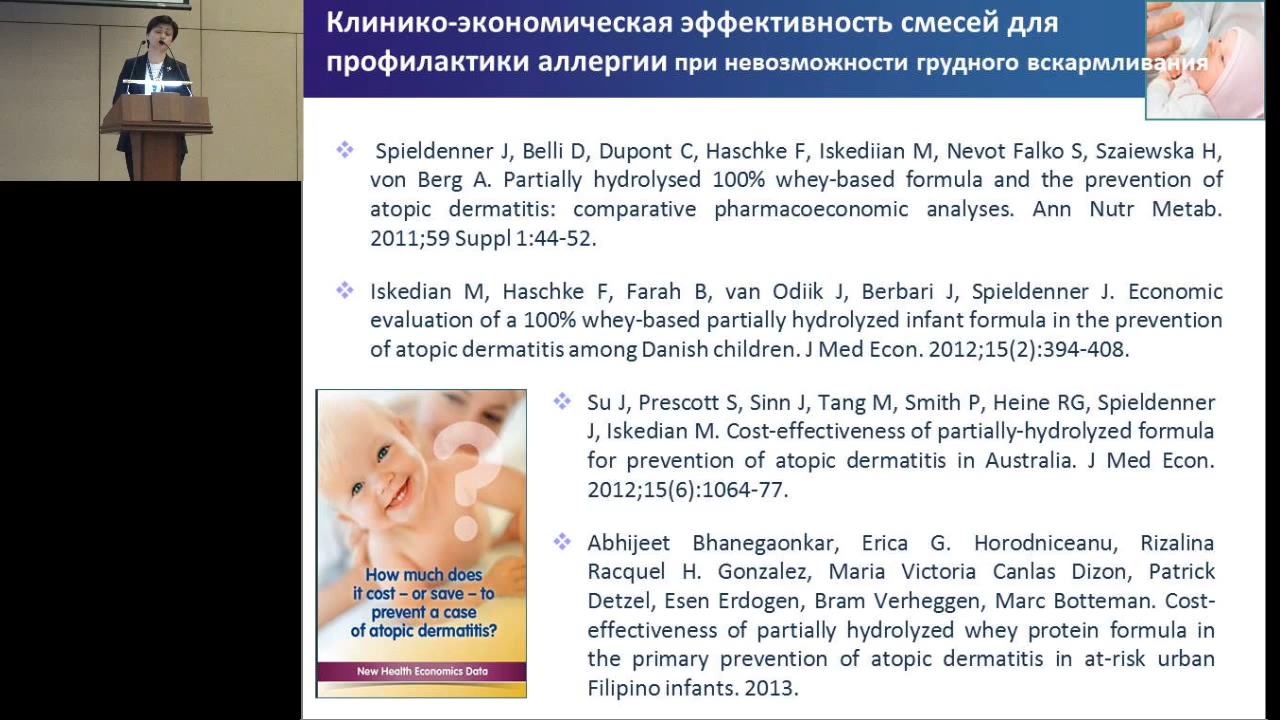 Клинико-экономическая эффективность смесей для
профилактики аллергии при невозможности грудного вскармливания
Spieldenner J, Belli D, Dupont C, Haschke F, Iskediian M, Nevot Falko S, Szaiewska H,
von Berg A. Partially hydrolysed 100% whey-based formula and the prevention of
atopic dermatitis: comparative pharmacoeconomic analyses. Ann Nutr Metab.
2011;59 Suppl 1:44-52.
Iskedian M, Haschke F, Farah B, van Odiik J, Berbari J, Spieldenner J. Economic
evaluation of a 100% whey-based partially hydrolyzed infant formula in the prevention
of atopic dermatitis among Danish children. J Med Econ. 2012;15(2):394-408.
Su J, Prescott S, Sinn J, Tang M, Smith P, Heine RG, Spieldenner
J, Iskedian M. Cost-effectiveness of partially-hydrolyzed formula
for prevention of atopic dermatitis in Australia. J Med Econ.
2012;15(6):1064-77.
Abhijeet Bhanegaonkar, Erica G. Horodniceanu, Rizalina
Racquel H. Gonzalez, Maria Victoria Canlas Dizon, Patrick
Detzel, Esen Erdogen, Bram Verheggen, Marc Botteman. Cost-
effectiveness of partially hydrolyzed whey protein formula in
the primary prevention of atopic dermatitis in at-risk urban
Filipino infants. 2013.
?
How much does
it cost – or save – to
prevent a case
of atopic dermatitis?
New Health Economics Data